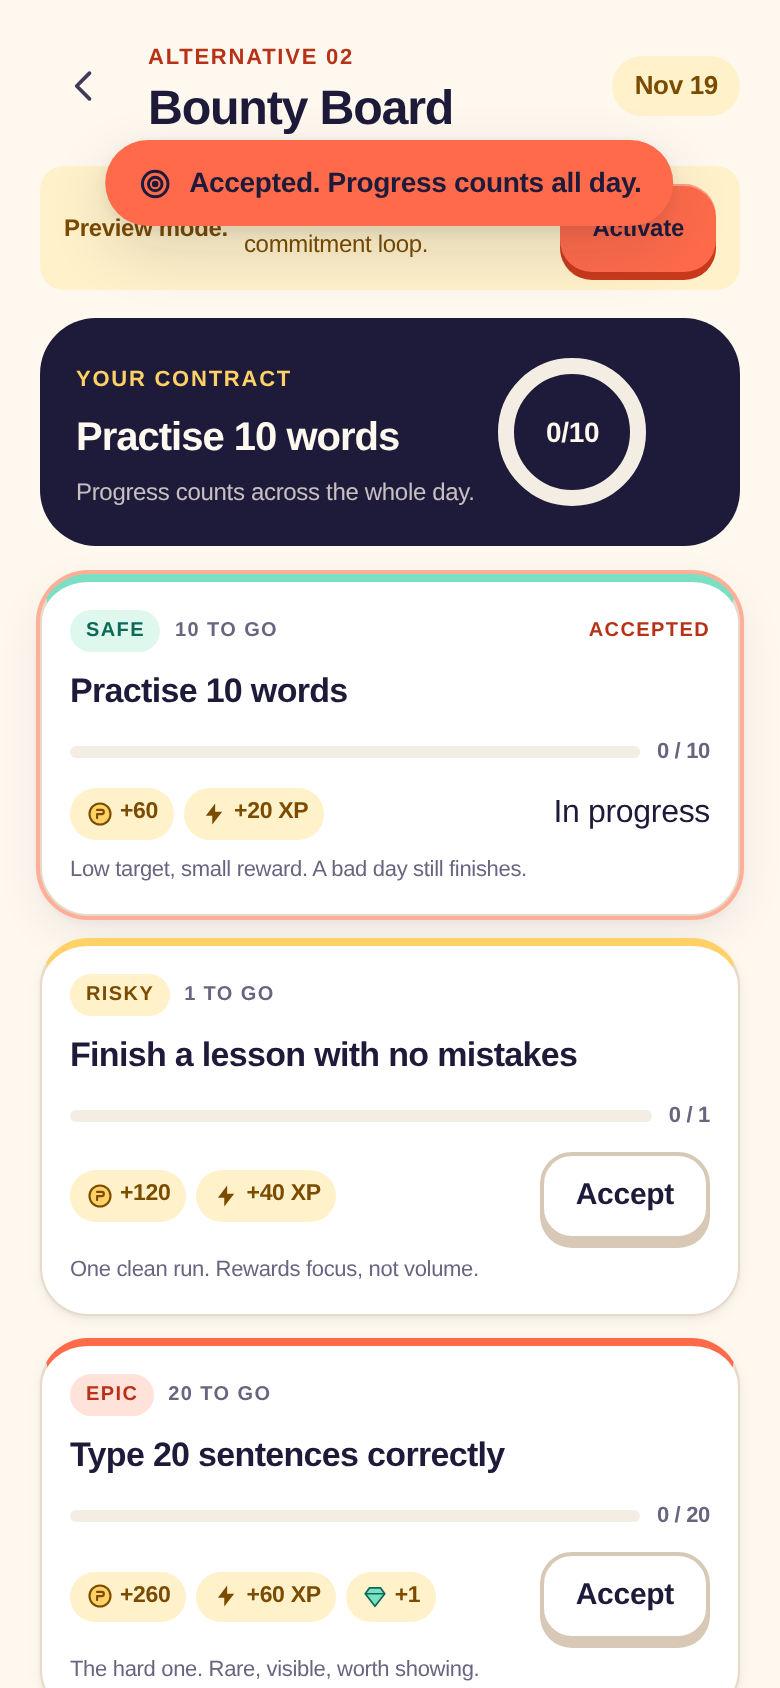 ALTERNATIVE 02
Bounty Board
Nov 19
Accepted. Progress counts all day.
Preview mode.
commitment loop.
Activate
YOUR CONTRACT
Practise 10 words
Progress counts across the whole day.
0/10
SAFE 10 TO GO ACCEPTED
Practise 10 words
0 / 10
+60 +20 XP In progress
Low target, small reward. A bad day still finishes.
RISKY 1 TO GO
Finish a lesson with no mistakes
0 / 1
+120 +40 XP Accept
One clean run. Rewards focus, not volume.
EPIC 20 TO GO
Type 20 sentences correctly
0 / 20
+260 +60 XP +1 Accept
The hard one. Rare, visible, worth showing.